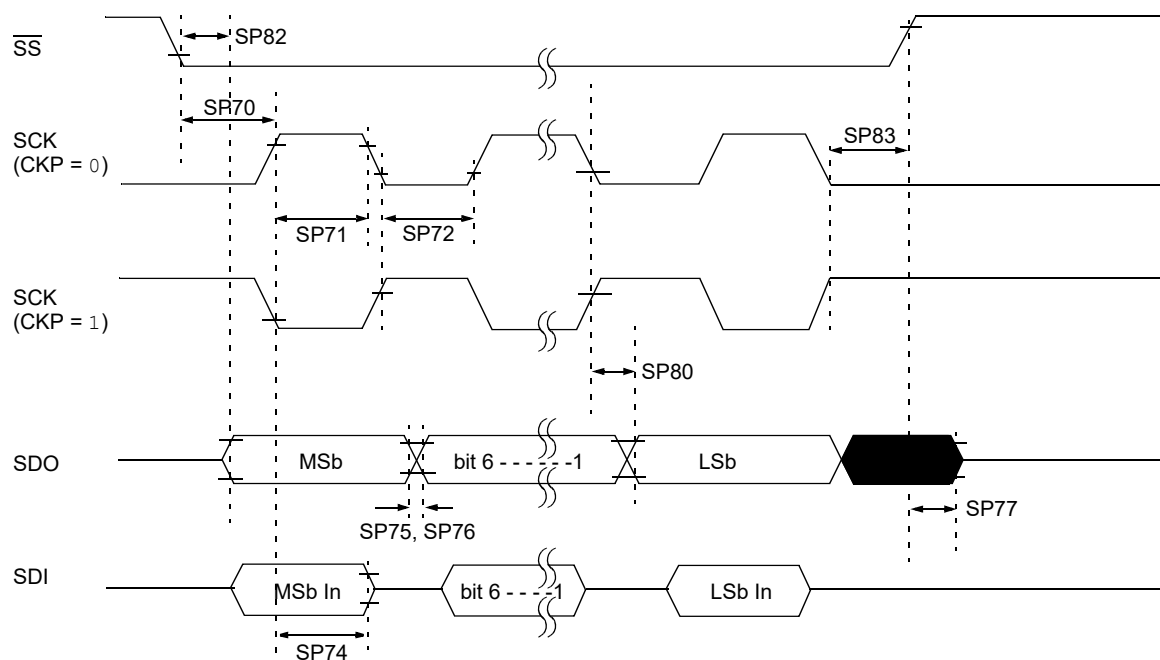 SS
SP82
SP70
SCK
(CKP = 0)
SP83
SP71
SP72
SCK
(CKP = 1)
SP80
SDO
MSb
bit 6 - - - - - -1
LSb
SP77
SP75, SP76
SDI
MSb In
bit 6 - - - - 1
LSb In
SP74